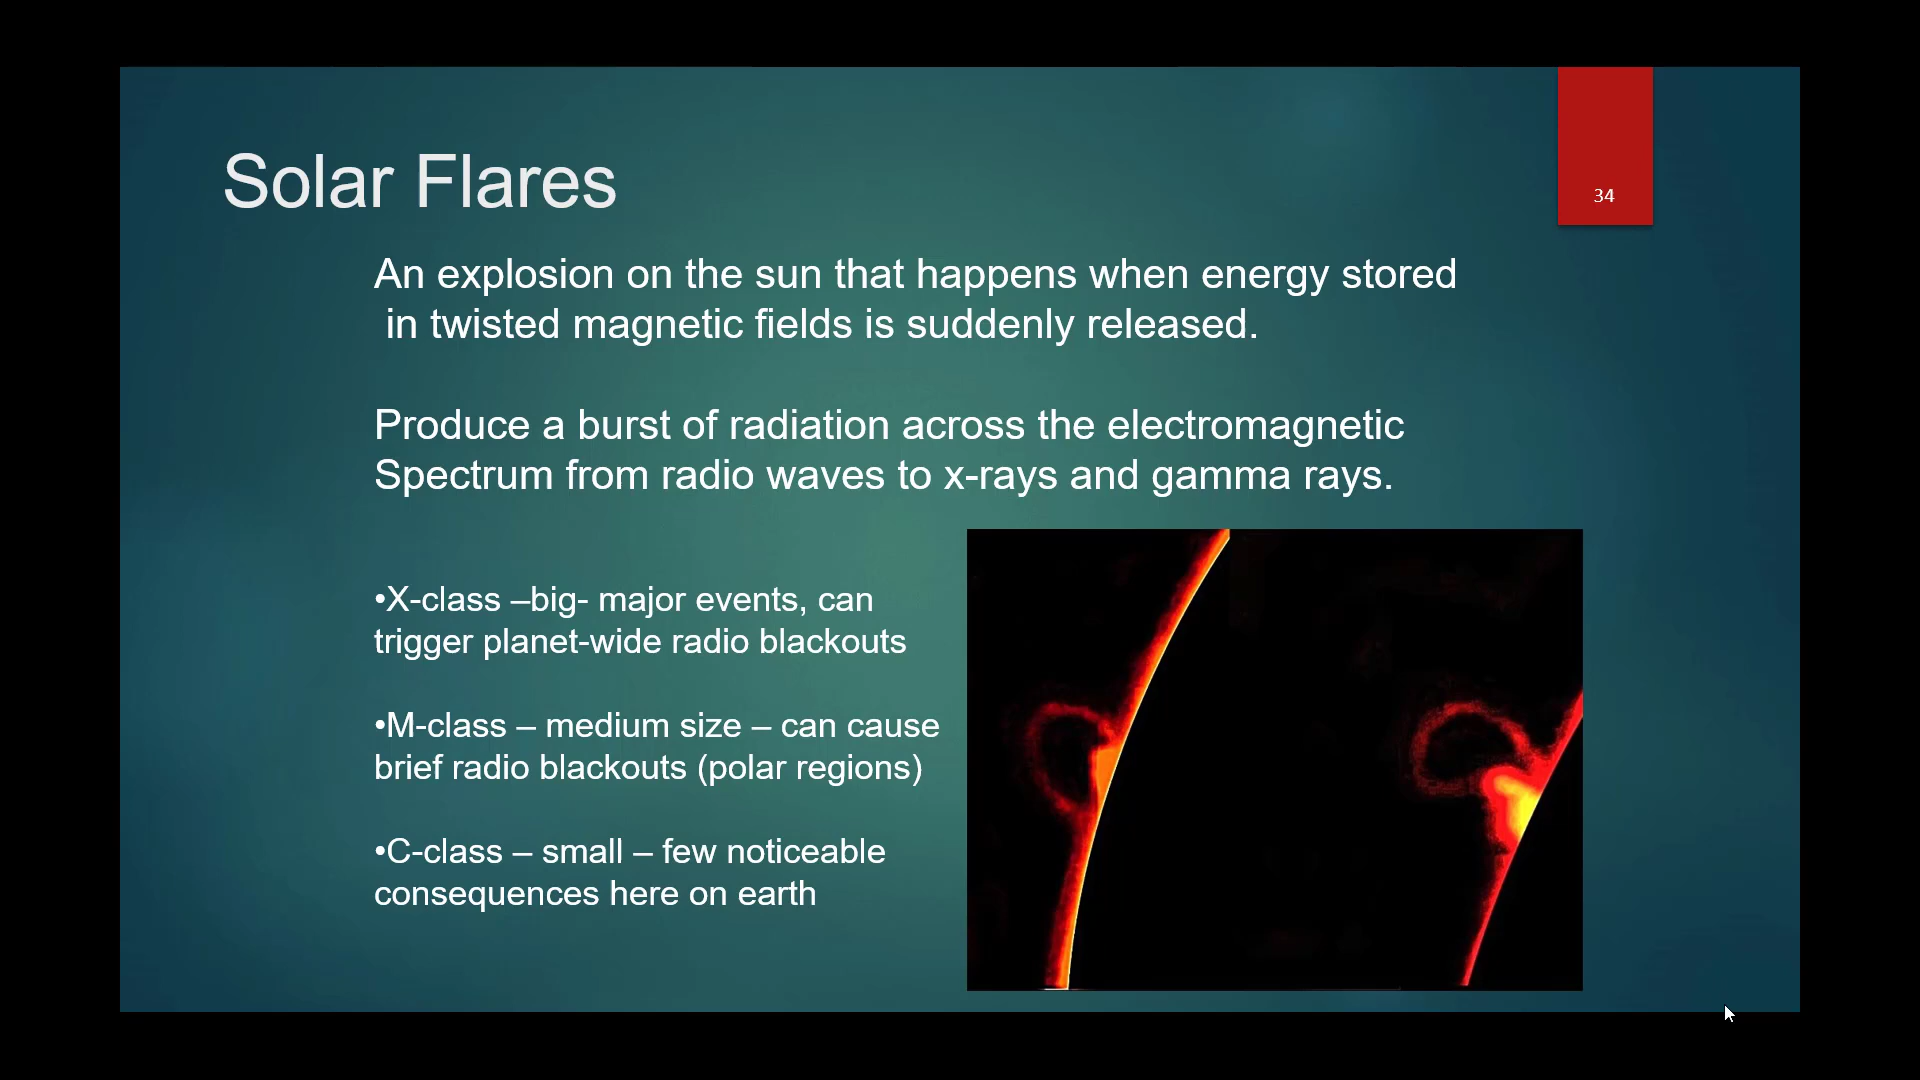 Solar Flares
34
An explosion on the sun that happens when energy stored
in twisted magnetic fields is suddenly released.
Produce a burst of radiation across the electromagnetic
Spectrum from radio waves to x-rays and gamma rays.
•X-class –big- major events, can
trigger planet-wide radio blackouts
•M-class – medium size – can cause
brief radio blackouts (polar regions)
•C-class – small – few noticeable
consequences here on earth